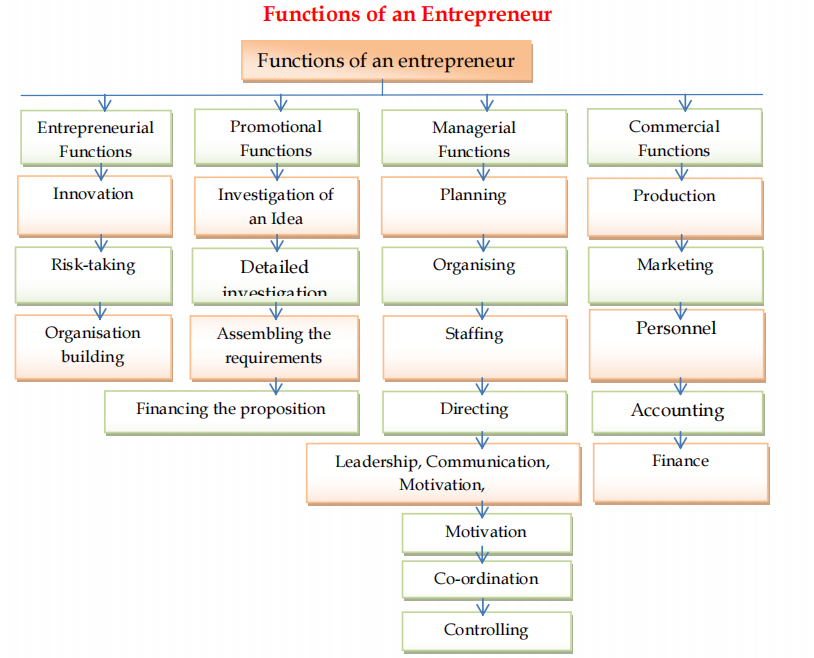 Functions of an Entrepreneur
Functions of an entrepreneur
Entrepreneurial
Functions
Innovation
Risk-taking
Organisation
building
Promotional
Functions
Investigation of
an Idea
Detailed
investigation
Assembling the
requirements
Financing the proposition
Managerial
Functions
Planning
Organising
Staffing
Directing
Leadership, Communication,
Motivation,
Motivation
Co-ordination
Controlling
Commercial
Functions
Production
Marketing
Personnel
Accounting
Finance